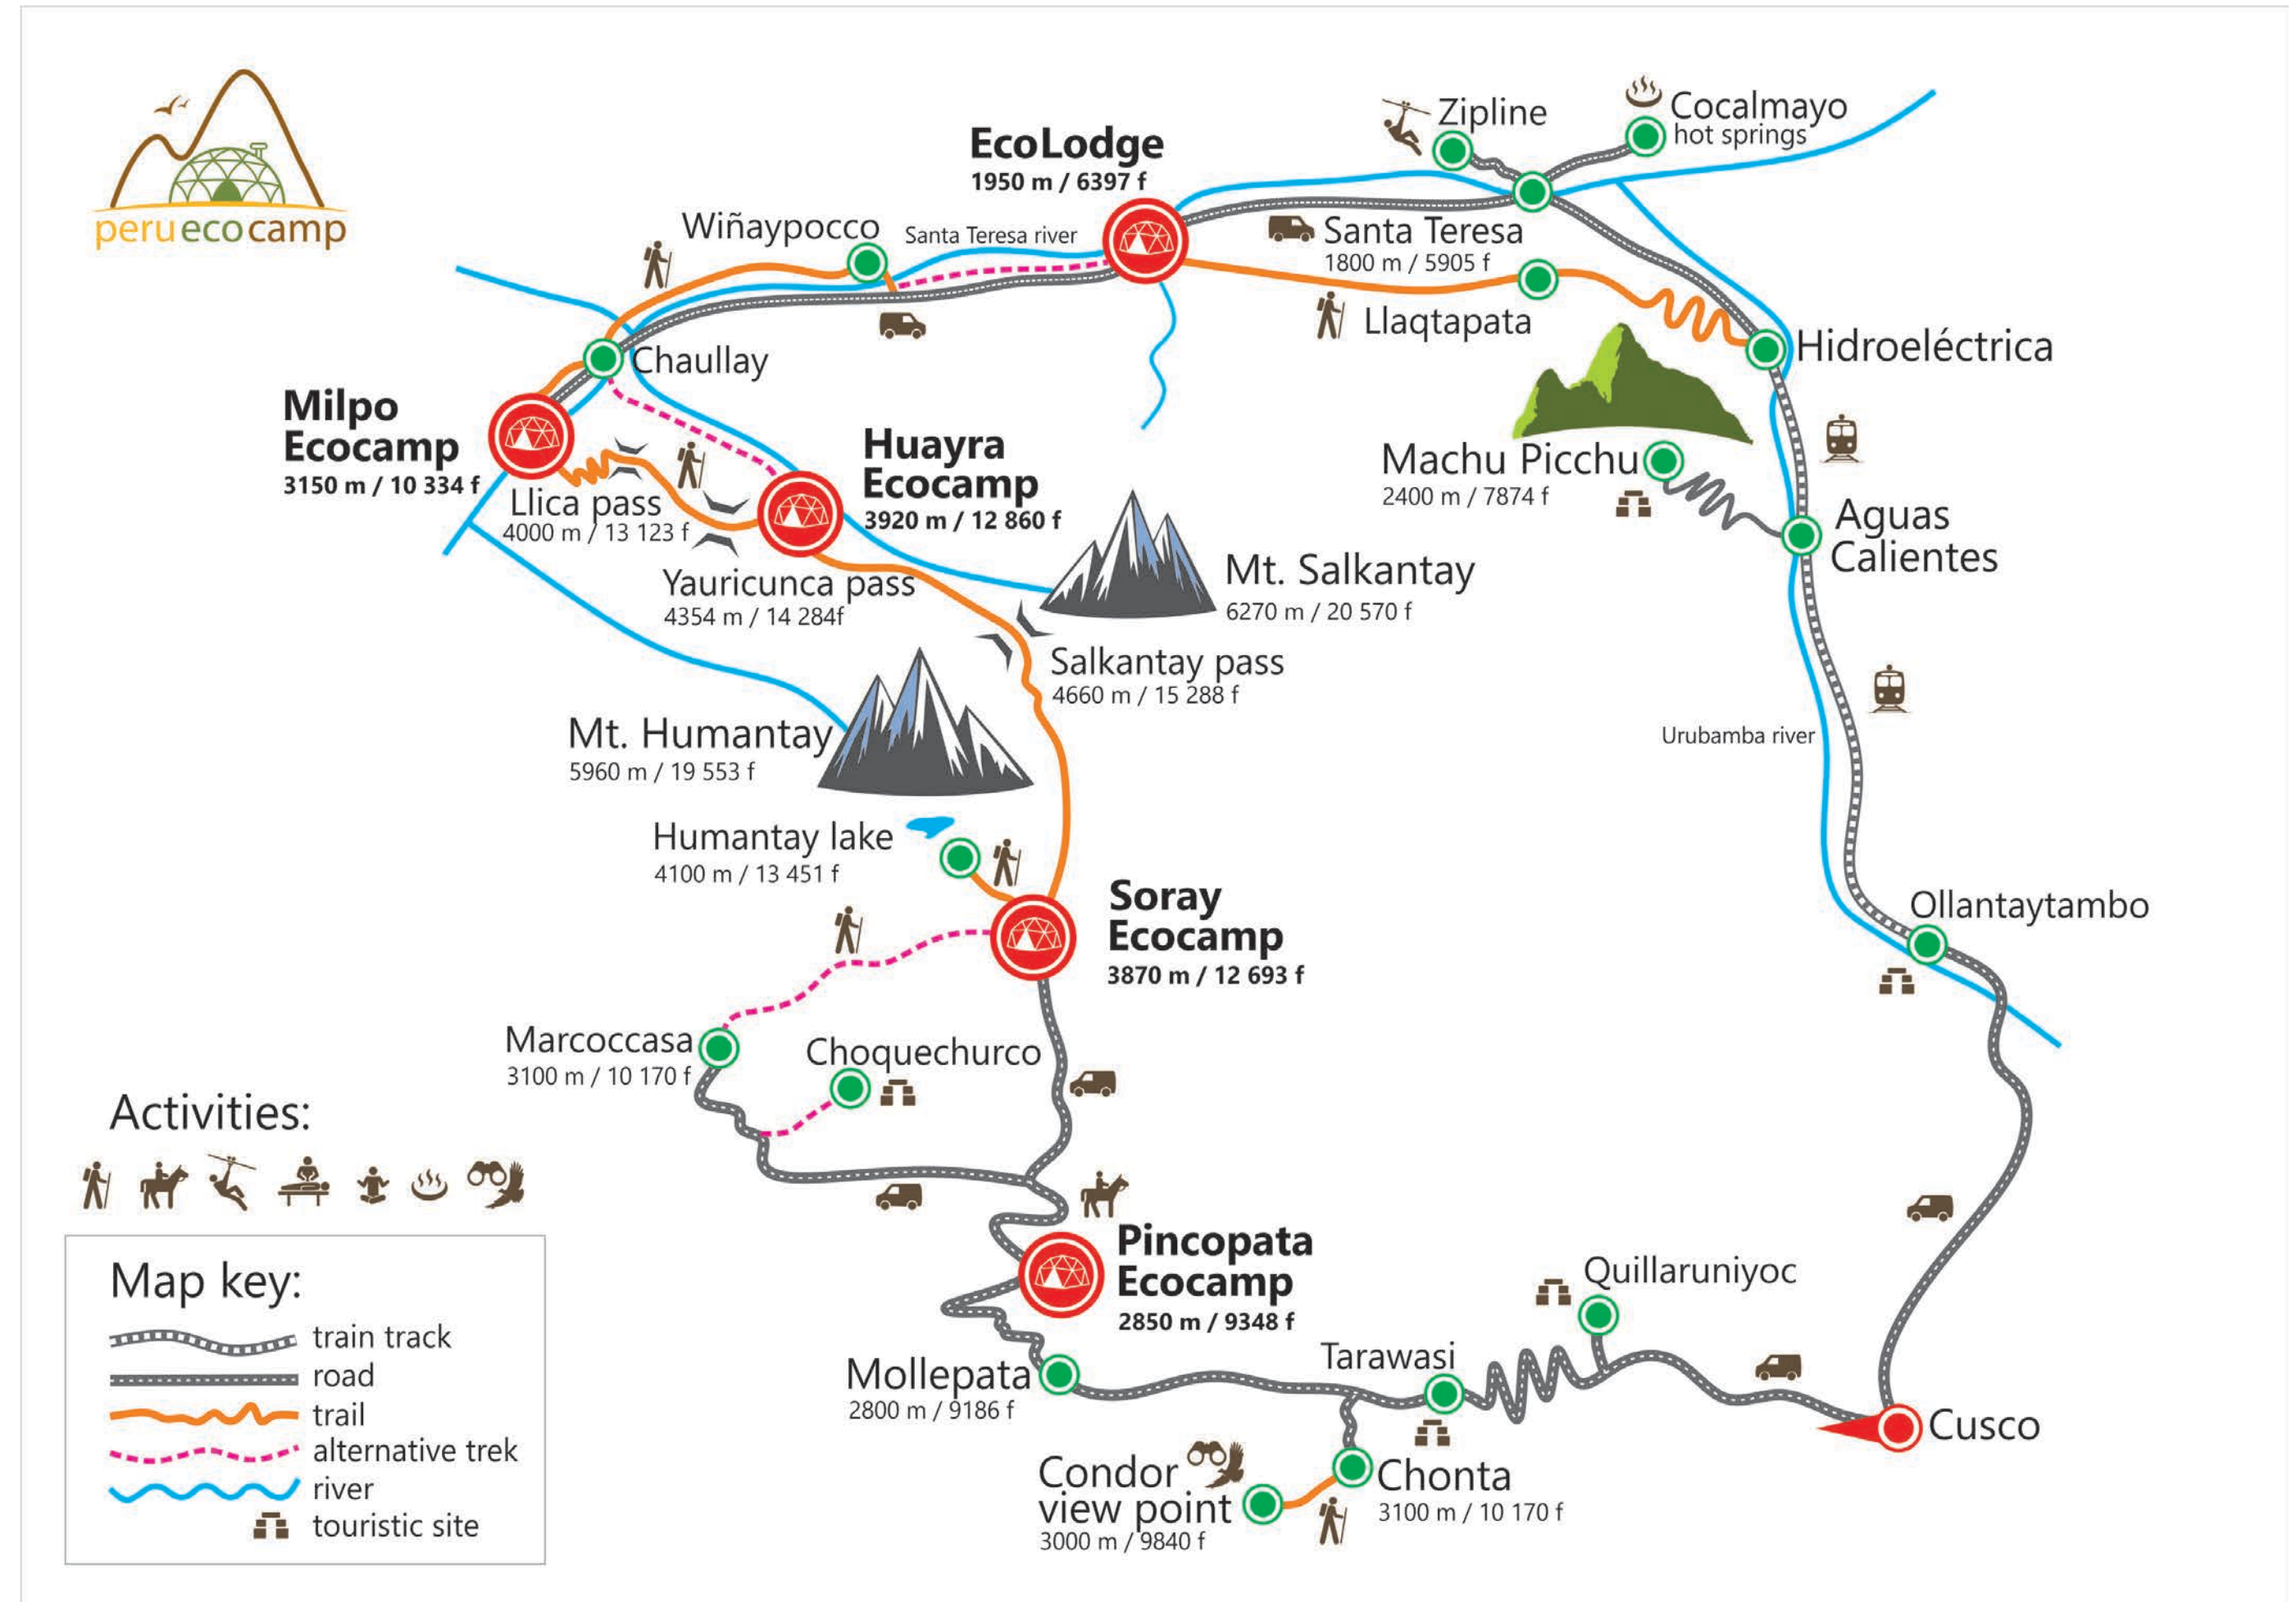 peru eco camp
EcoLodge
1950 m / 6397 f
Zipline
Cocalmayo
hot springs
Wiñaypocco
Santa Teresa river
Santa Teresa
1800 m / 5905 f
Llaqtapata
Hidroeléctrica
Chaullay
Milpo
Ecocamp
3150 m / 10 334 f
Huayra
Ecocamp
3920 m / 12 860 f
Llica pass
4000 m / 13 123 f
Machu Picchu
2400 m / 7874 f
Aguas
Calientes
Yauricunca pass
4354 m / 14 284f
Mt. Salkantay
6270 m / 20 570 f
Salkantay pass
4660 m / 15 288 f
Mt. Humantay
5960 m / 19 553 f
Urubamba river
Humantay lake
4100 m / 13 451 f
Soray
Ecocamp
3870 m / 12 693 f
Ollantaytambo
Marcoccasa
3100 m / 10 170 f
Choquechurco
Activities:
Pincopata
Ecocamp
2850 m / 9348 f
Quillaruniyoc
Map key:
train track
road
trail
alternative trek
river
touristic site
Mollepata
2800 m / 9186 f
Tarawasi
Cusco
Condor
view point
3000 m / 9840 f
Chonta
3100 m / 10 170 f